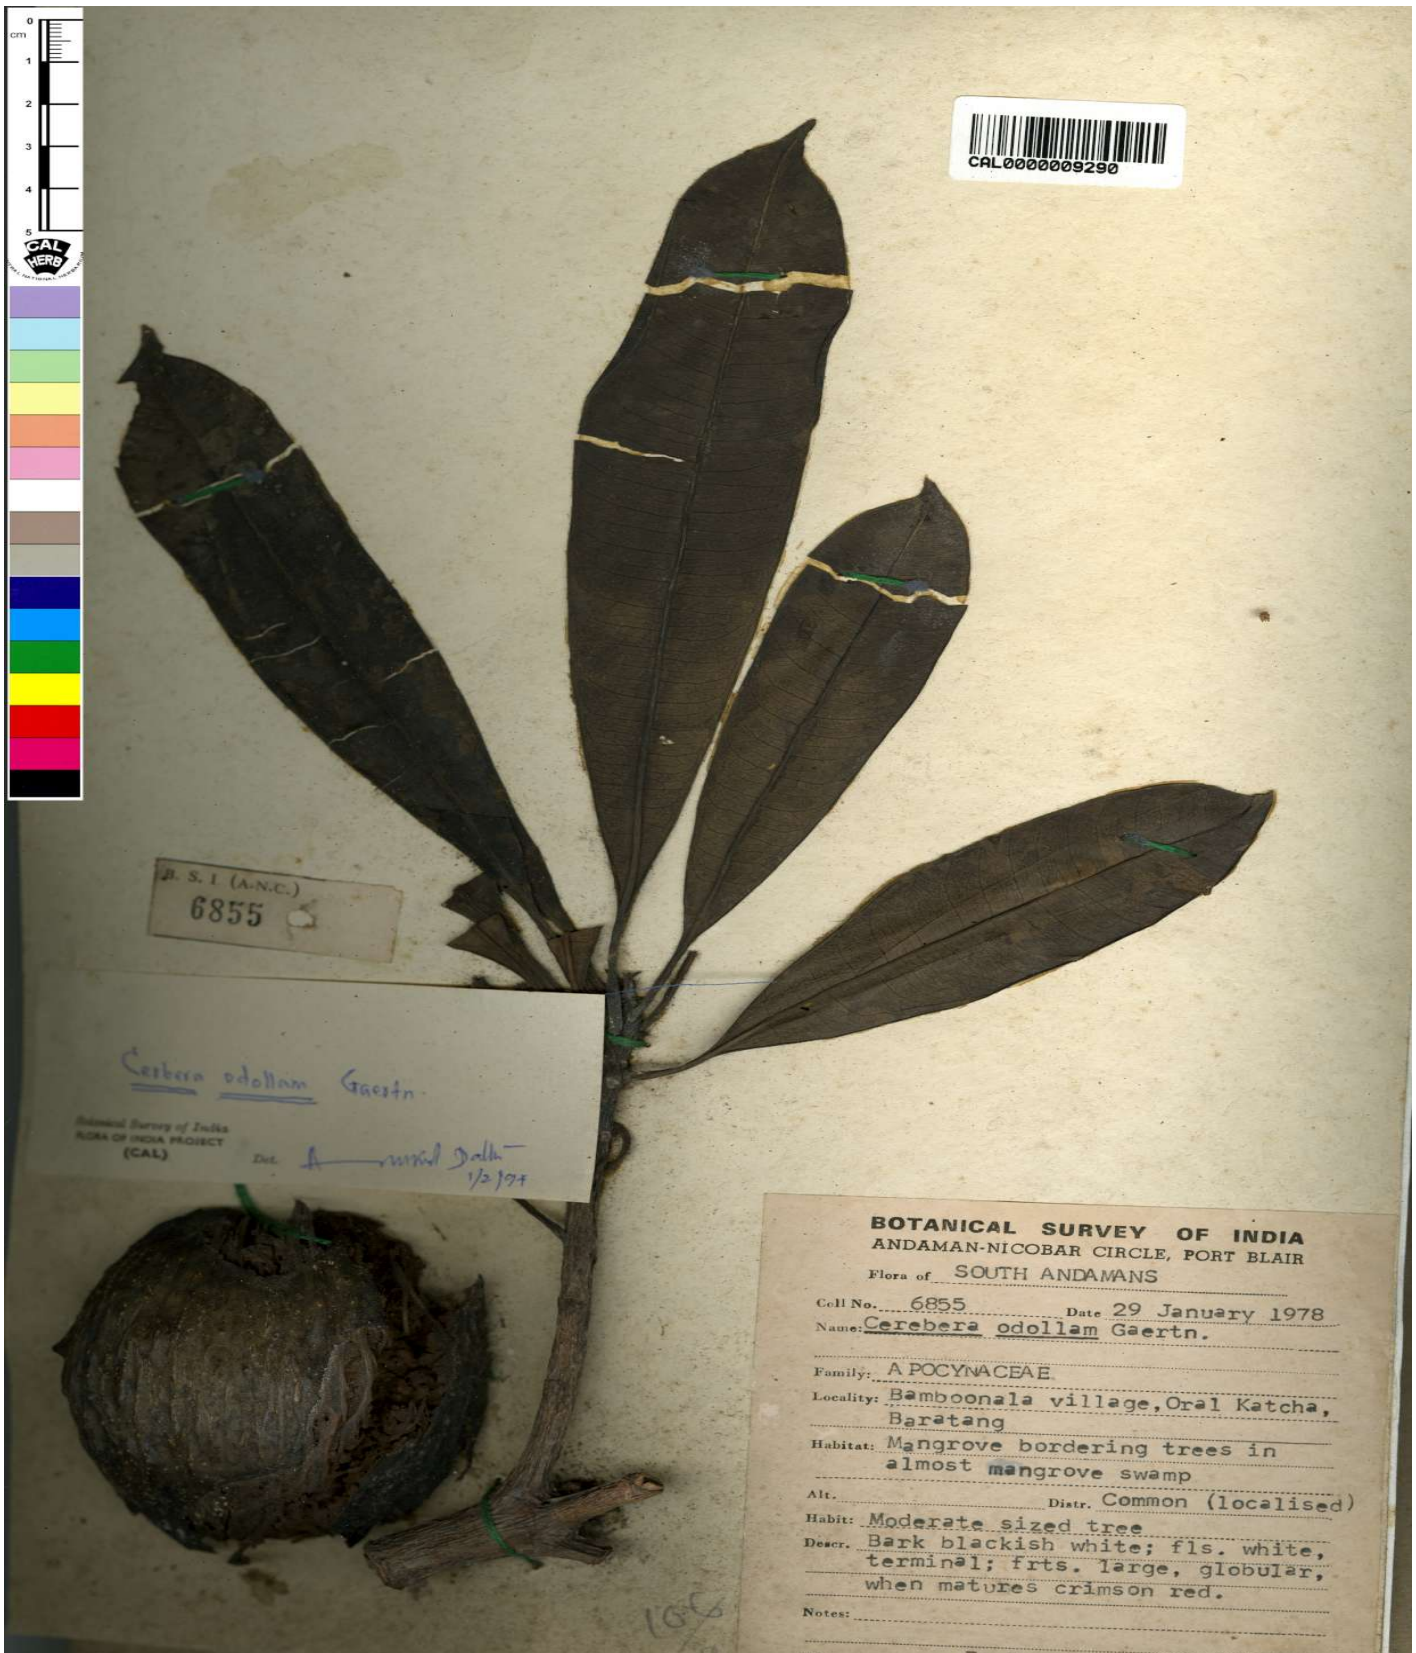 0
cm
1
2
3
4
5
CAL
HERB
CAL0000009290
B. S. I (A-N.C.)
6855
Cerbera odollam Gaertn.
Botanical Survey of India
FLORA OF INDIA PROJECT
(CAL)
Det.
BOTANICAL SURVEY OF INDIA
ANDAMAN-NICOBAR CIRCLE, PORT BLAIR
Flora of SOUTH ANDAMANS
Coll No. 6855 Date 29 January 1978
Name: Cerebera odollam Gaertn.
Family: APOCYNACEAE
Locality: Bamboonala village, Oral Katcha,
Baratang
Habitat: Mangrove bordering trees in
almost mangrove swamp
Alt. Distr. Common (localised)
Habit: Moderate sized tree
Descr. Bark blackish white; fls. white,
terminal; frts. large, globular,
when matures crimson red.
Notes: